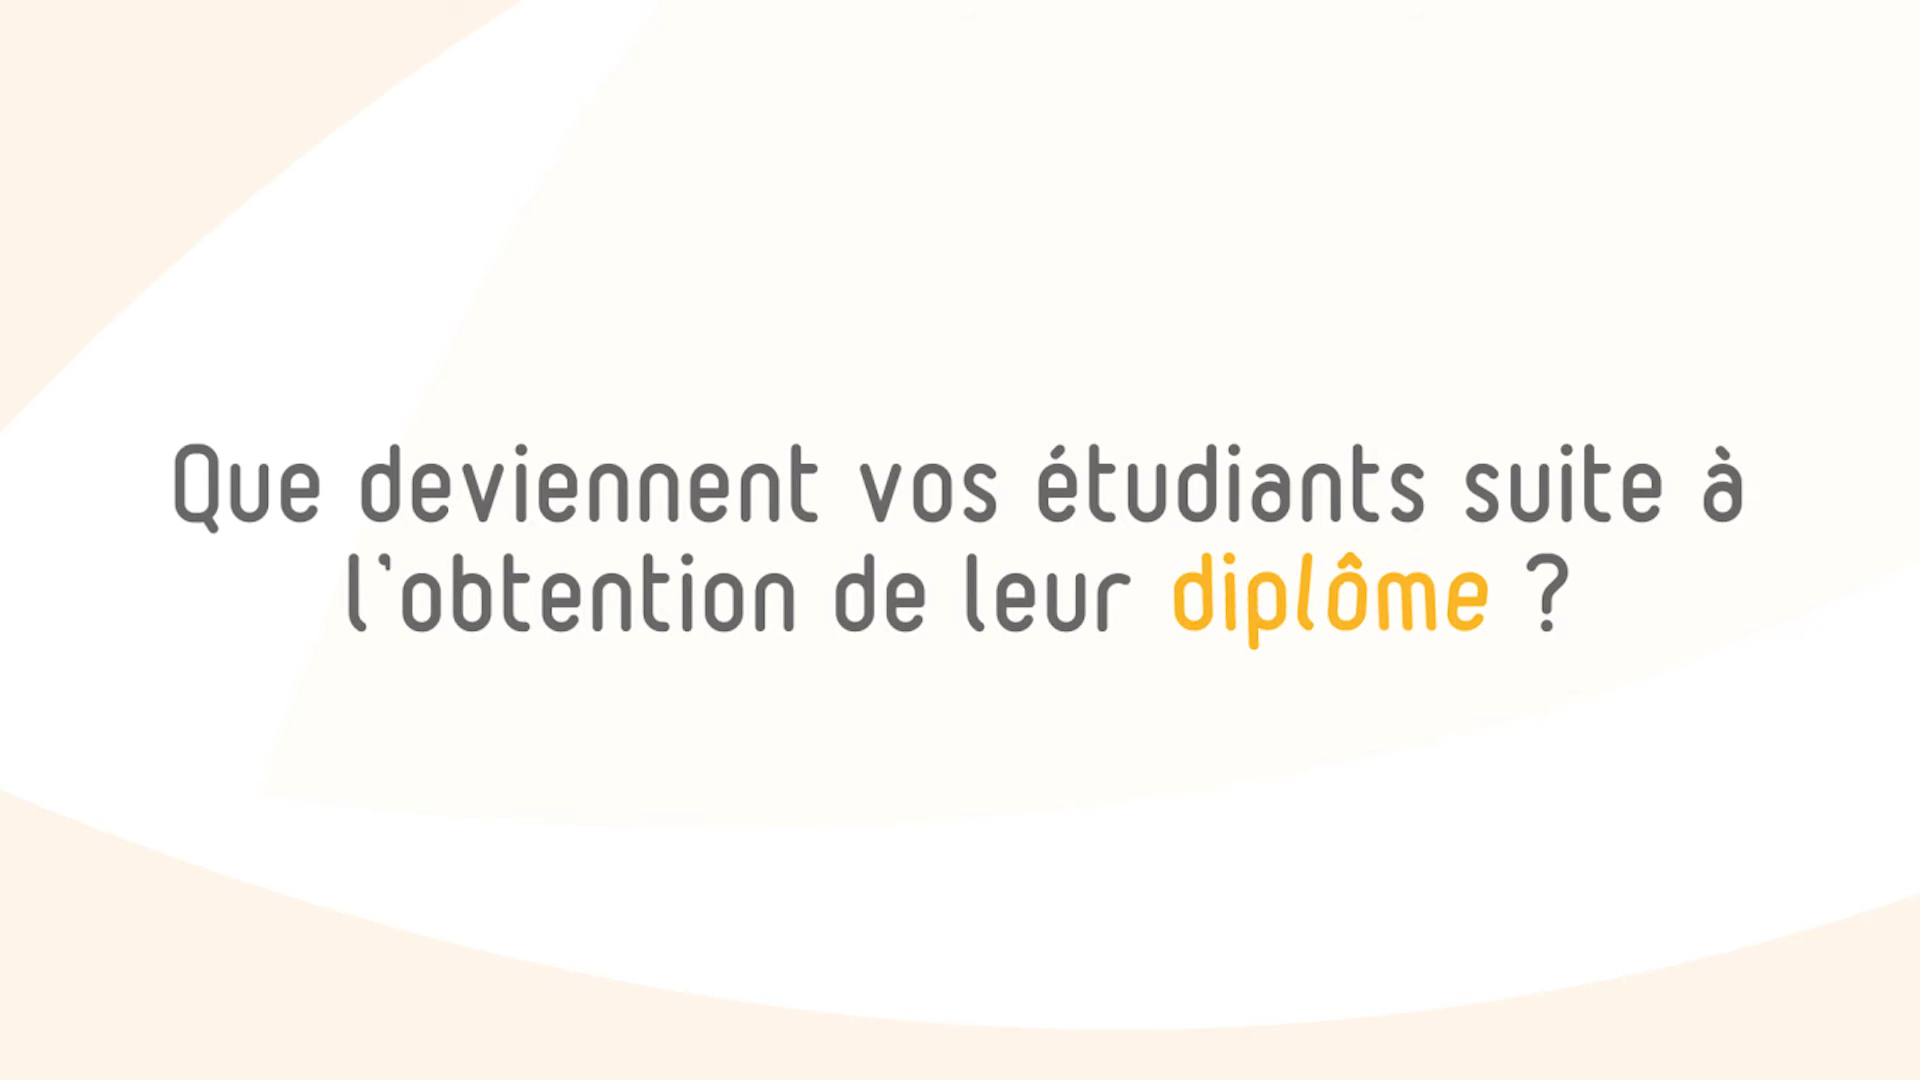 Que deviennent vos étudiants suite à
l'obtention de leur diplôme ?